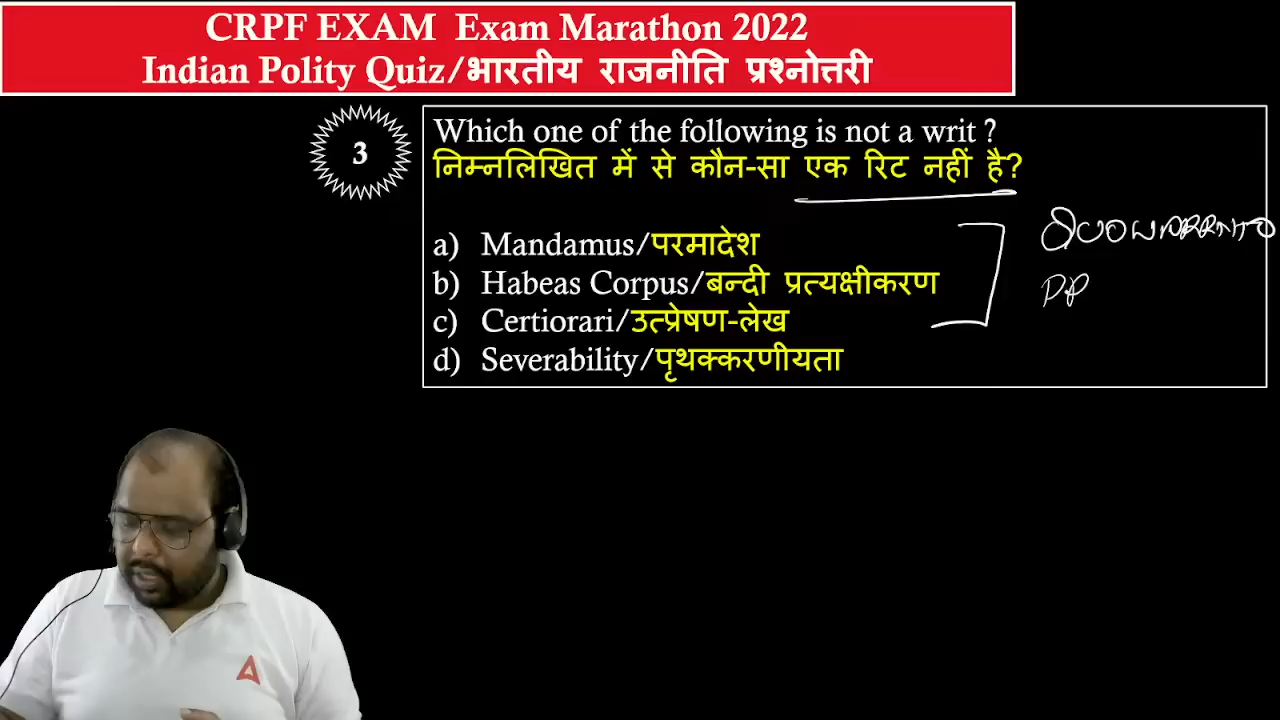 CRPF EXAM Exam Marathon 2022
Indian Polity Quiz/भारतीय राजनीति प्रश्नोत्तरी
3
Which one of the following is not a writ ?
निम्नलिखित में से कौन-सा एक रिट नहीं है?
a) Mandamus/परमादेश
b) Habeas Corpus/बन्दी प्रत्यक्षीकरण
c) Certiorari/उत्प्रेषण-लेख
d) Severability/पृथक्करणीयता